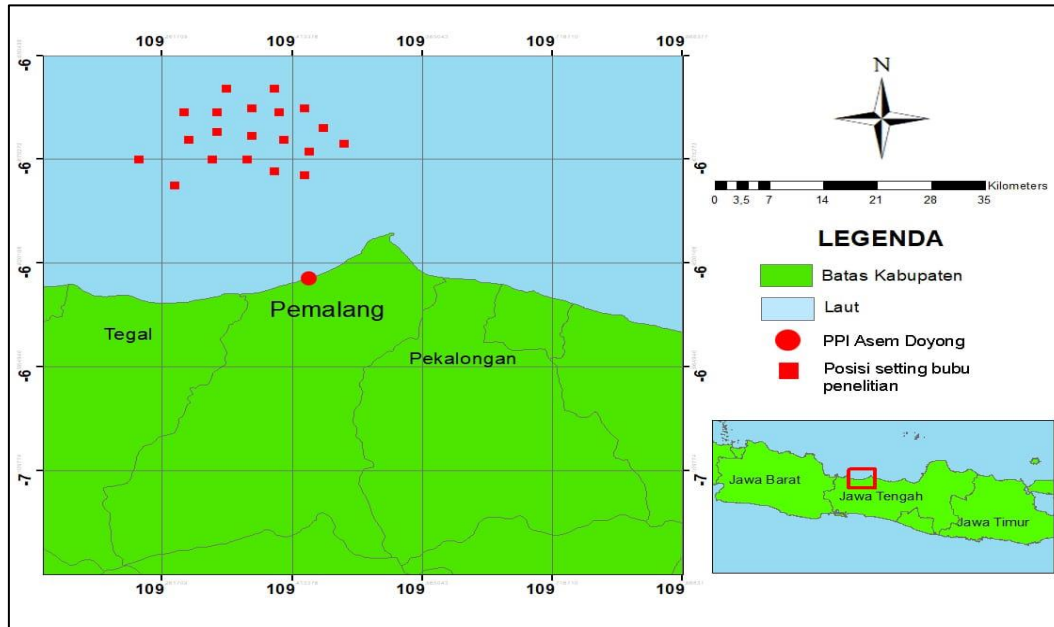 109 109 109 109 109
-6 -6
-6 -6
-6 -6
-6 -6
-7 -7
109 109 109 109 109
Tegal
Pemalang
Pekalongan
N
Kilometers
0 3,5 7 14 21 28 35
LEGENDA
Batas Kabupaten
Laut
PPI Asem Doyong
Posisi setting bubu
penelitian
Jawa Barat
Jawa Tengah
Jawa Timur